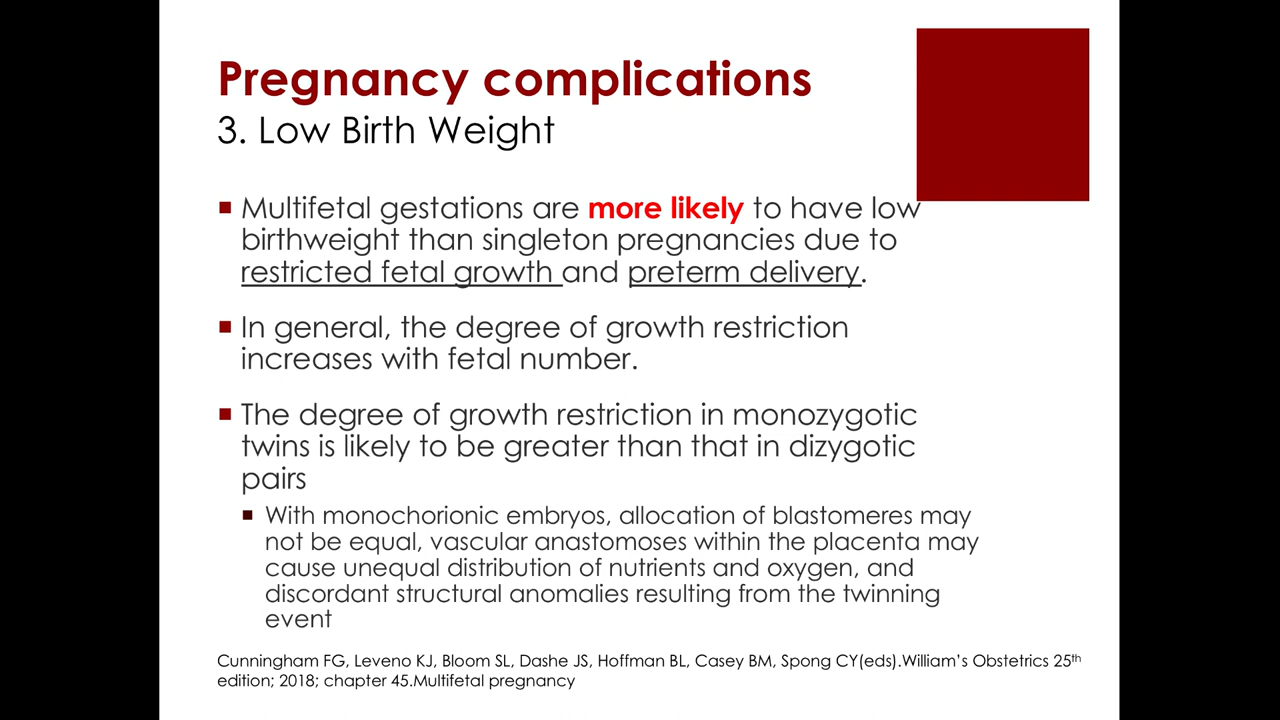 Pregnancy complications
3. Low Birth Weight
▪ Multifetal gestations are more likely to have low
birthweight than singleton pregnancies due to
restricted fetal growth and preterm delivery.
▪ In general, the degree of growth restriction
increases with fetal number.
▪ The degree of growth restriction in monozygotic
twins is likely to be greater than that in dizygotic
pairs
▪ With monochorionic embryos, allocation of blastomeres may
not be equal, vascular anastomoses within the placenta may
cause unequal distribution of nutrients and oxygen, and
discordant structural anomalies resulting from the twinning
event
Cunningham FG, Leveno KJ, Bloom SL, Dashe JS, Hoffman BL, Casey BM, Spong CY(eds).William’s Obstetrics 25th
edition; 2018; chapter 45.Multifetal pregnancy